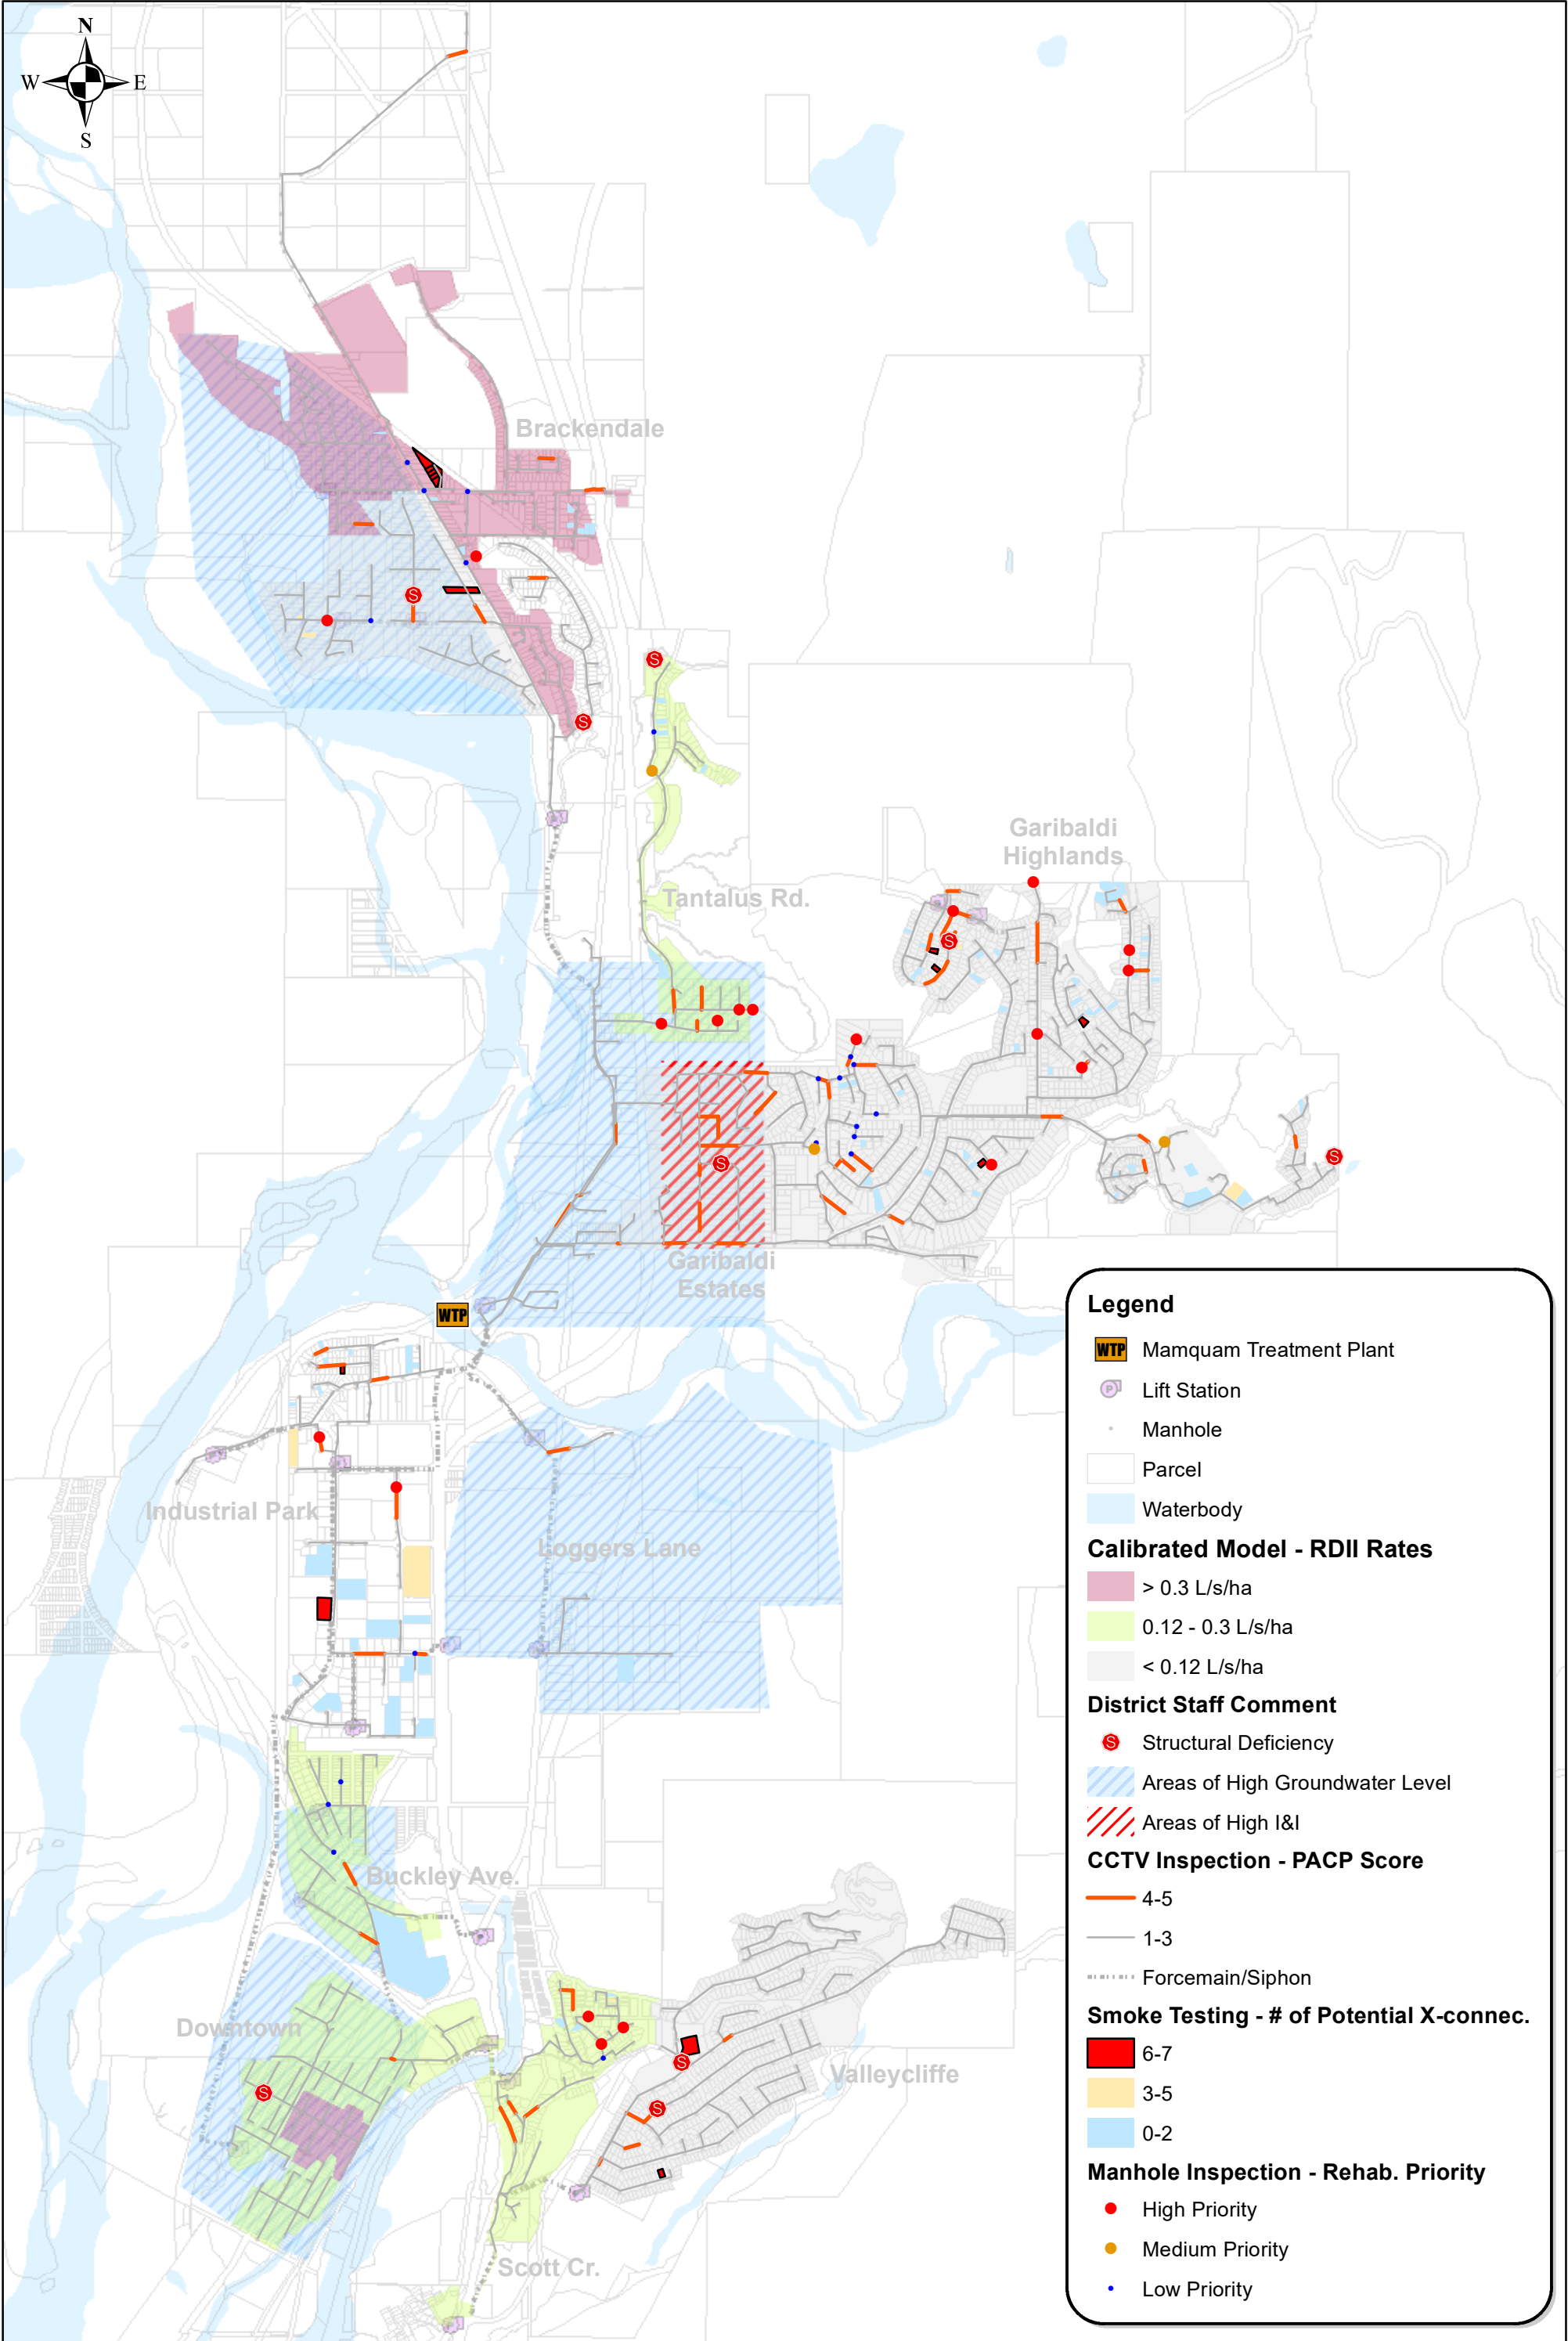 N
W E
S
Brackendale
S
S
S
Garibaldi
Highlands
Tantalus Rd.
S
S
S
Garibaldi
Estates
WTP
Industrial Park
Loggers Lane
Buckley Ave.
Downtown
S
S
S
Valleycliffe
Scott Cr.
Legend
WTP Mamquam Treatment Plant
P Lift Station
Manhole
Parcel
Waterbody
Calibrated Model - RDII Rates
> 0.3 L/s/ha
0.12 - 0.3 L/s/ha
< 0.12 L/s/ha
District Staff Comment
S Structural Deficiency
Areas of High Groundwater Level
Areas of High I&I
CCTV Inspection - PACP Score
4-5
1-3
Forcemain/Siphon
Smoke Testing - # of Potential X-connec.
6-7
3-5
0-2
Manhole Inspection - Rehab. Priority
High Priority
Medium Priority
Low Priority